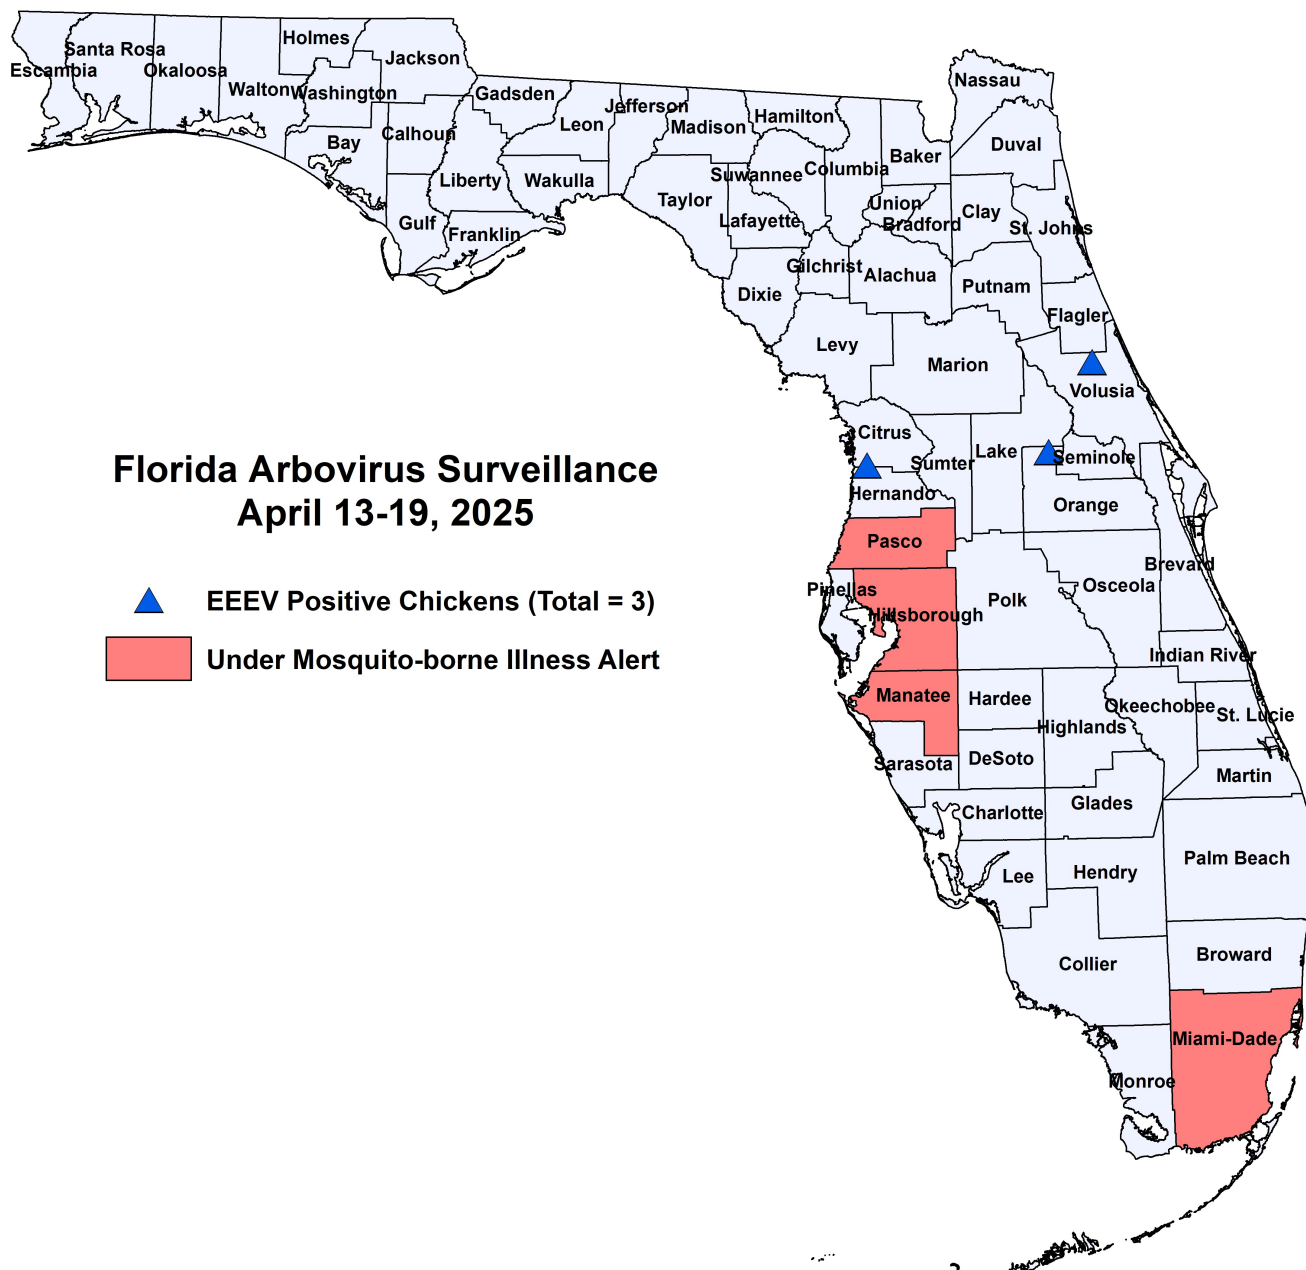 Holmes
Santa Rosa
Jackson
Escambia
Okaloosa
Walton
Washington
Nassau
Gadsden
Jefferson
Hamilton
Leon
Madison
Calhoun
Bay
Duval
Baker
Columbia
Suwannee
Liberty
Wakulla
Taylor
Union
Clay
Lafayette
Bradford
St. Johns
Gulf
Franklin
Gilchrist
Alachua
Putnam
Dixie
Flagler
Levy
Marion
Volusia
Citrus
Lake
Sumter
Seminole
Florida Arbovirus Surveillance
April 13-19, 2025
Hernando
Orange
Pasco
Brevard
Osceola
Pinellas
EEEV Positive Chickens (Total = 3)
Polk
Hillsborough
Under Mosquito-borne Illness Alert
Indian River
Manatee
Hardee
Okeechobee
St. Lucie
Highlands
DeSoto
Sarasota
Martin
Glades
Charlotte
Palm Beach
Hendry
Lee
Broward
Collier
Miami-Dade
Monroe